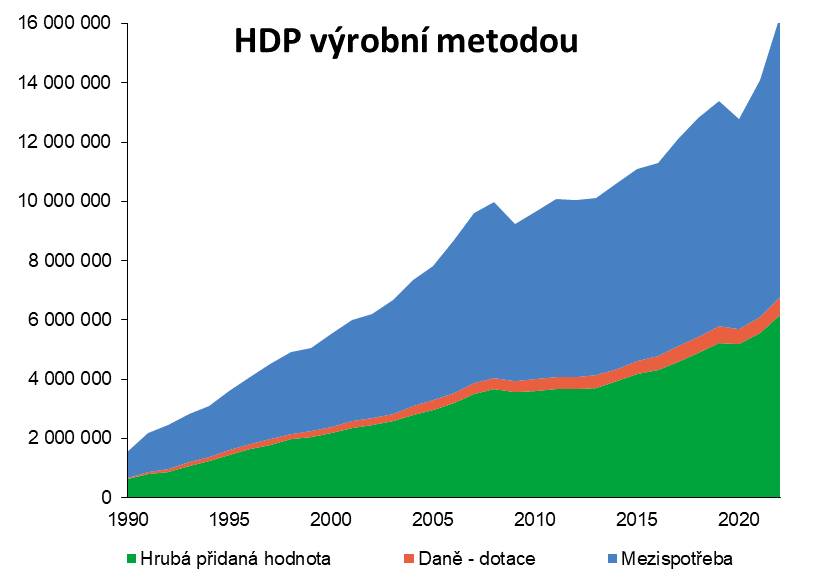 HDP výrobní metodou
16 000 000
14 000 000
12 000 000
10 000 000
8 000 000
6 000 000
4 000 000
2 000 000
0
1990 1995 2000 2005 2010 2015 2020
Hrubá přidaná hodnota Daně - dotace Mezispotřeba